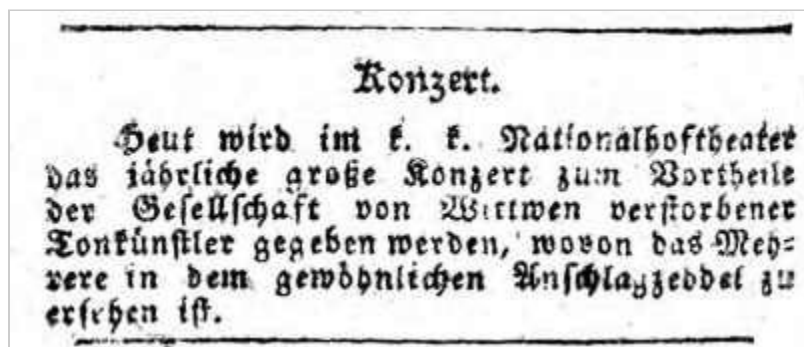 Konzert.
Heut wird im k. k. Nationalhoftheater
das jährliche große Konzert zum Vortheile
der Gesellschaft von Wittwen verstorbener
Tonkünstler gegeben werden, wovon das Meh-
rere in dem gewöhnlichen Anschlagzeddel zu
ersehen ist.